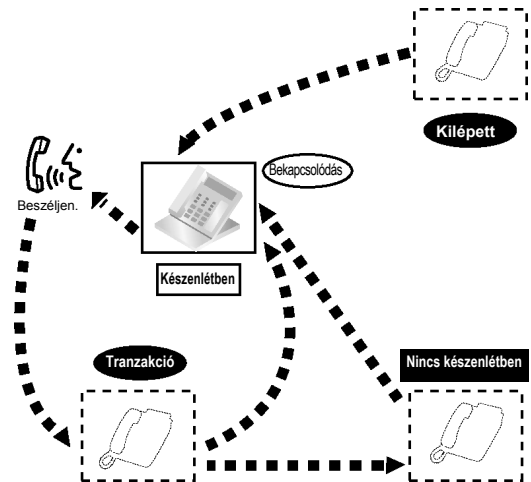 Kilépett
Bekapcsolódás
Beszéljen.
Készenlétben
Tranzakció
Nincs készenlétben